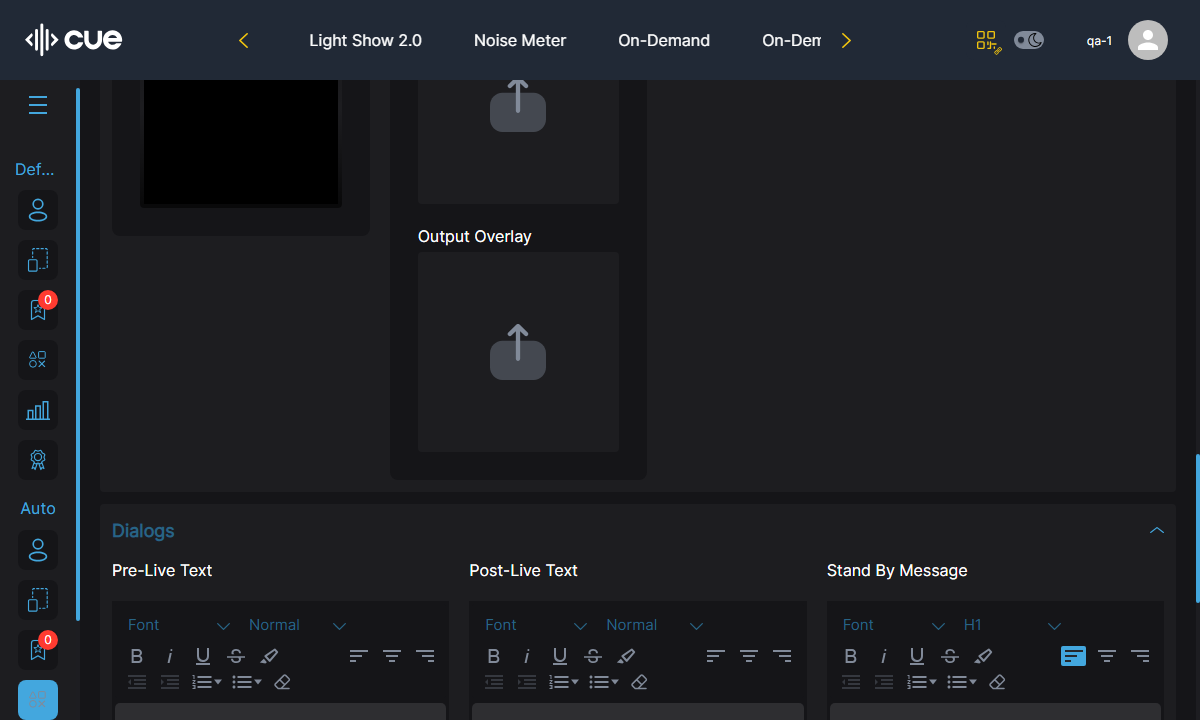 cue
Light Show 2.0
Noise Meter
On-Demand
On-Dem
qa-1
Def...
0
Output Overlay
Auto
0
Dialogs
Pre-Live Text
Post-Live Text
Stand By Message
Font
Normal
Font
Normal
Font
H1